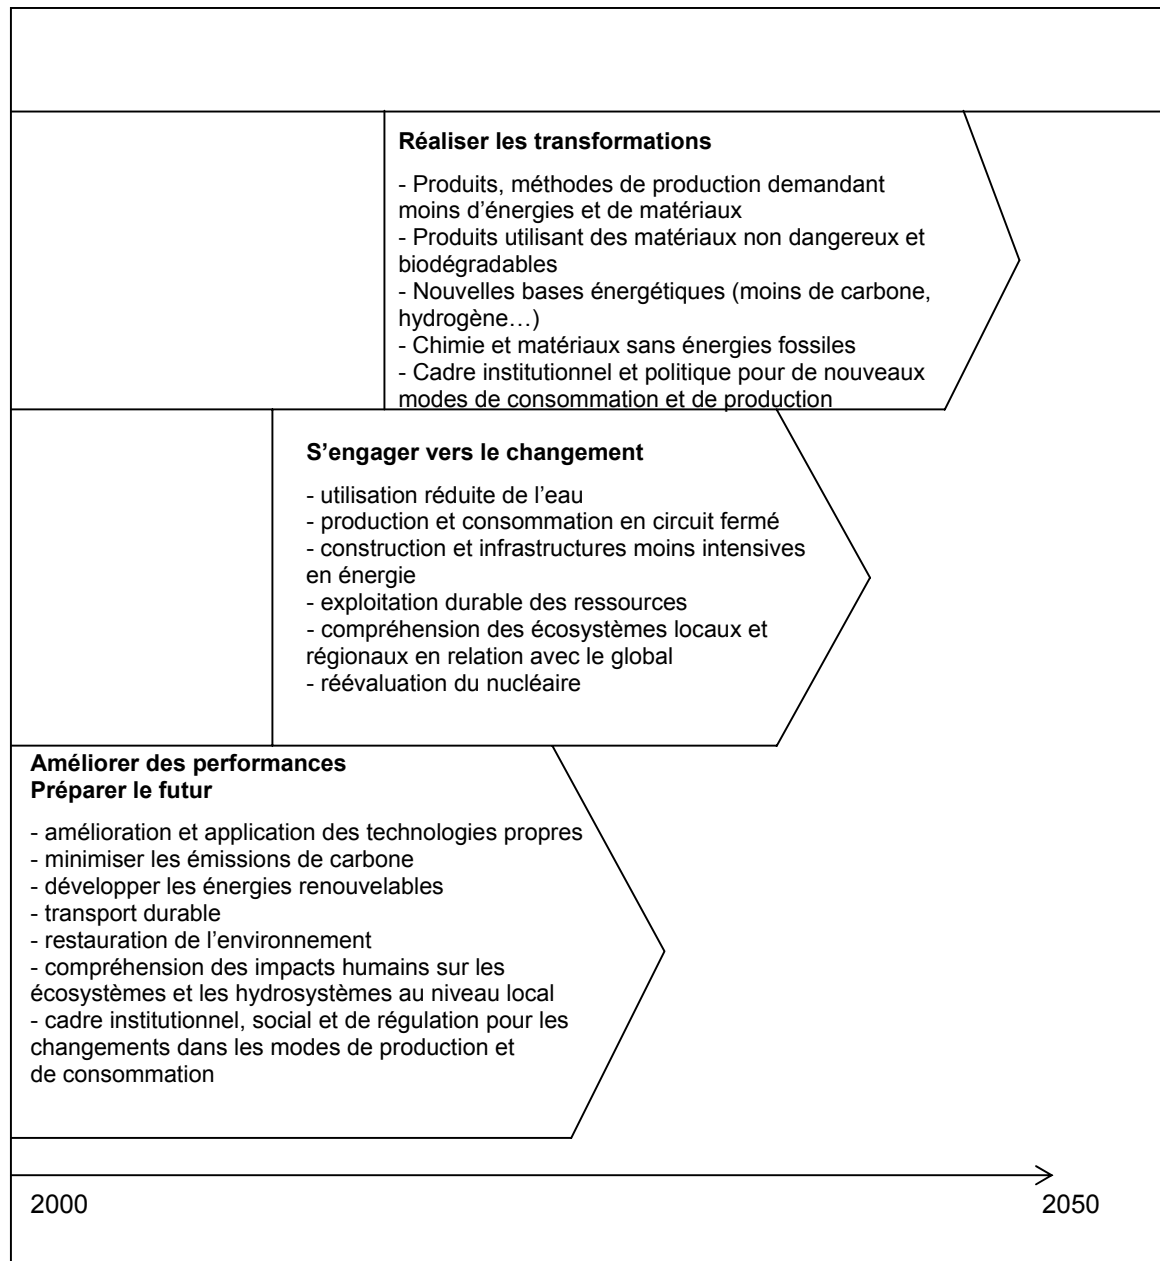 Réaliser les transformations
- Produits, méthodes de production demandant
moins d’énergies et de matériaux
- Produits utilisant des matériaux non dangereux et
biodégradables
- Nouvelles bases énergétiques (moins de carbone,
hydrogène…)
- Chimie et matériaux sans énergies fossiles
- Cadre institutionnel et politique pour de nouveaux
modes de consommation et de production
S’engager vers le changement
- utilisation réduite de l’eau
- production et consommation en circuit fermé
- construction et infrastructures moins intensives
en énergie
- exploitation durable des ressources
- compréhension des écosystèmes locaux et
régionaux en relation avec le global
- réévaluation du nucléaire
Améliorer des performances
Préparer le futur
- amélioration et application des technologies propres
- minimiser les émissions de carbone
- développer les énergies renouvelables
- transport durable
- restauration de l’environnement
- compréhension des impacts humains sur les
écosystèmes et les hydrosystèmes au niveau local
- cadre institutionnel, social et de régulation pour les
changements dans les modes de production et
de consommation
2000 2050